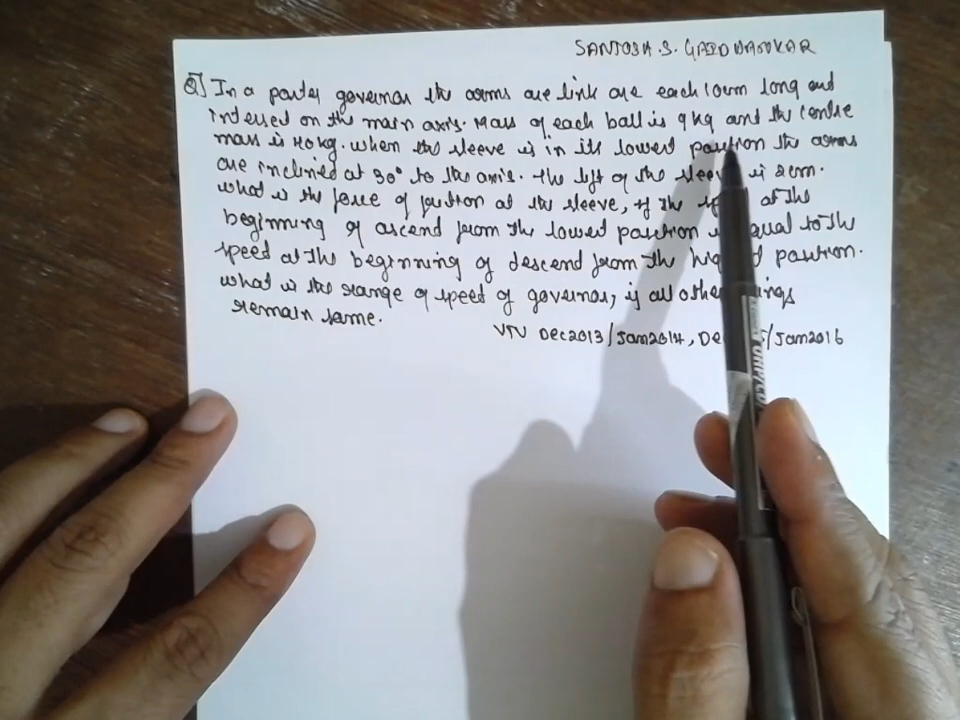 SANTOSH.S. GAIDHANKAR
Q] In a porter governor the arms are link are each 10cm long and
intersed on the main axis. Mass of each ball is 9kg and the centre
mass is 40kg. when the sleeve is in its lowest position the arms
are inclined at 30° to the axis. The lift of the sleeve is 2cm.
what is the force of friction at the sleeve, if the at the
beginning of ascend from the lowest position equal to the
speed at the beginning of descend from the position.
what is the range of speed of governor, if all other
remain same.
VTU Dec2013/Jan2014, /Jan2016